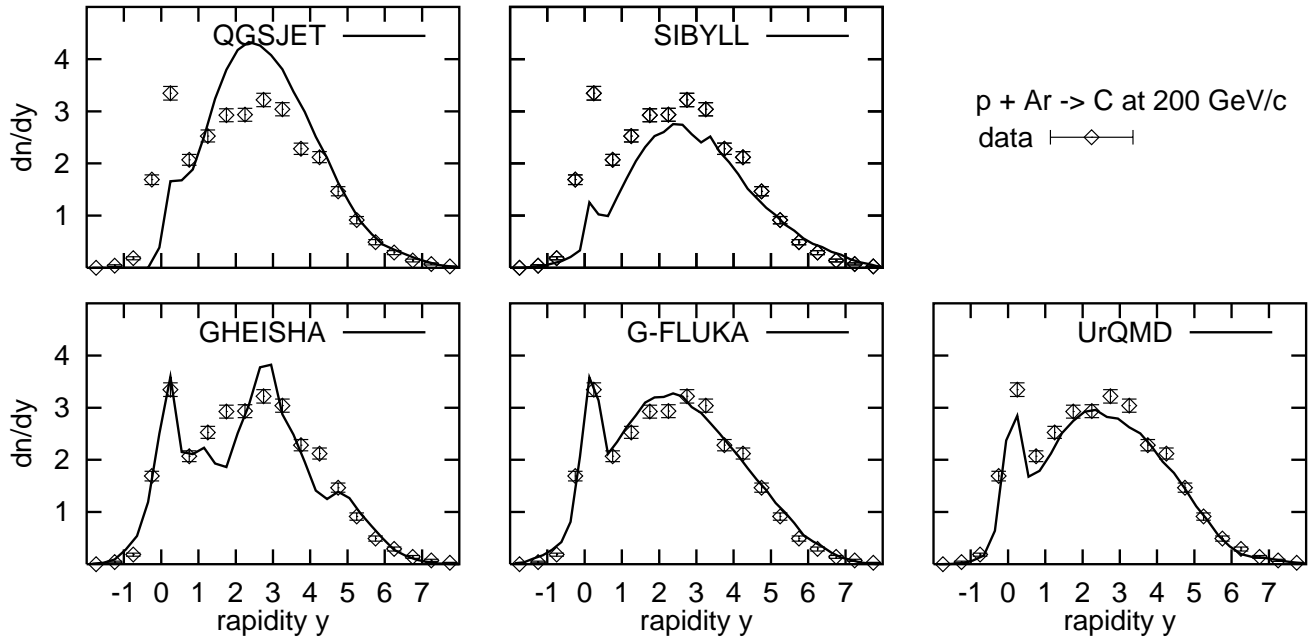 QGSJET
SIBYLL
4
3
2
1
dn/dy
p + Ar -> C at 200 GeV/c
data
GHEISHA
G-FLUKA
UrQMD
4
3
2
1
dn/dy
-1 0 1 2 3 4 5 6 7
-1 0 1 2 3 4 5 6 7
-1 0 1 2 3 4 5 6 7
rapidity y
rapidity y
rapidity y